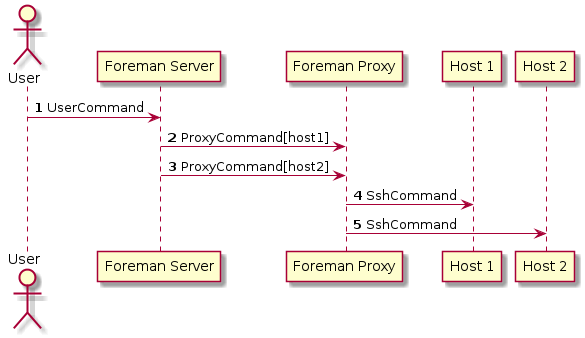 User
Foreman Server
Foreman Proxy
Host 1
Host 2
1 UserCommand
2 ProxyCommand[host1]
3 ProxyCommand[host2]
4 SshCommand
5 SshCommand
User
Foreman Server
Foreman Proxy
Host 1
Host 2